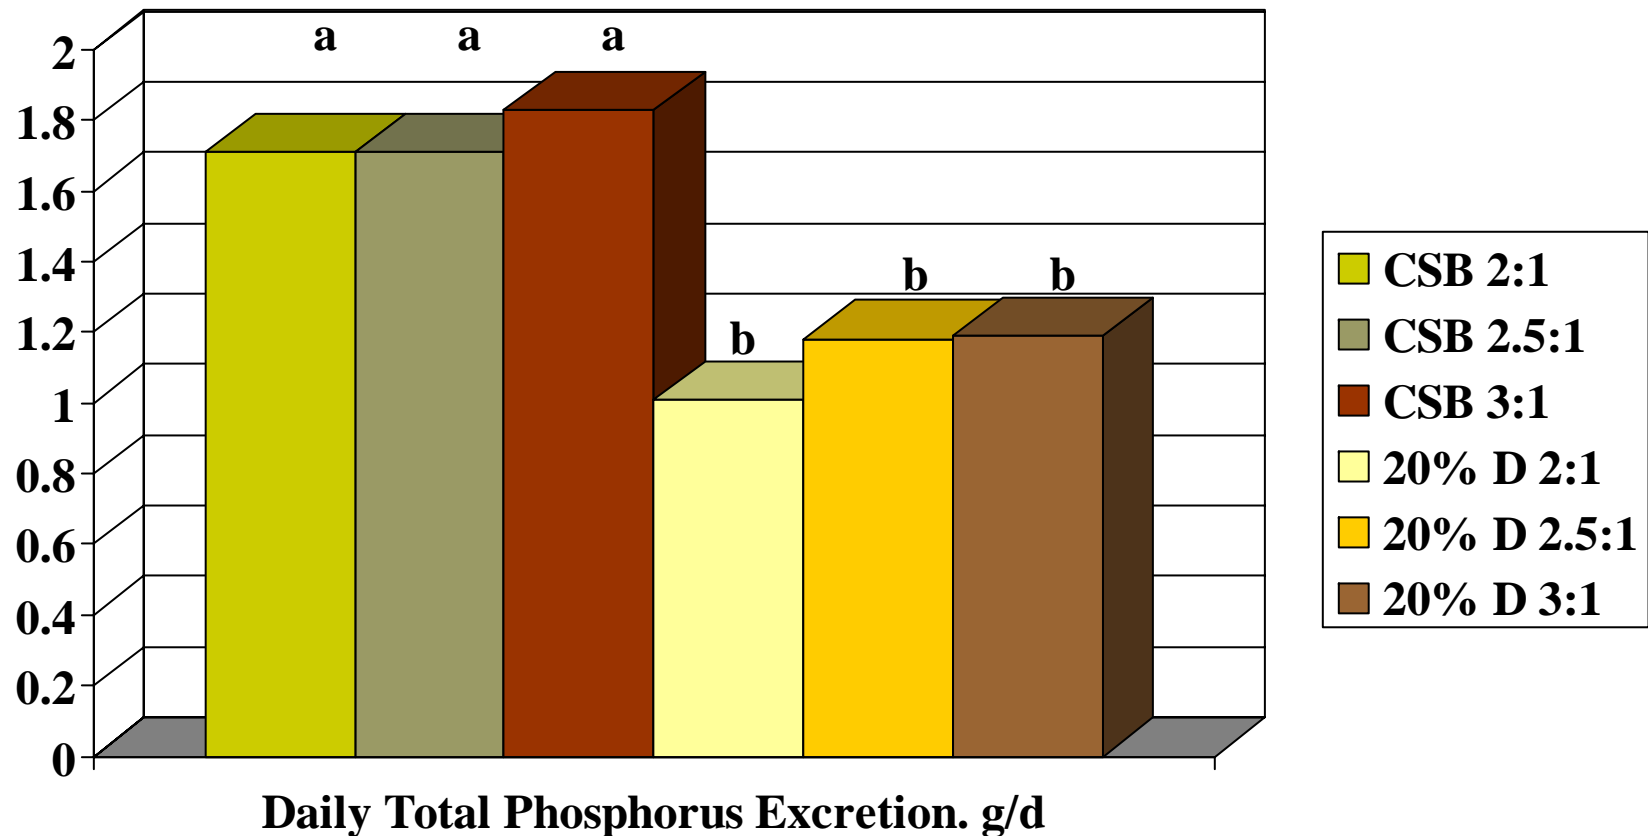 a a a
2
1.8
1.6
1.4
1.2
1
0.8
0.6
0.4
0.2
0
b b b
CSB 2:1
CSB 2.5:1
CSB 3:1
20% D 2:1
20% D 2.5:1
20% D 3:1
Daily Total Phosphorus Excretion. g/d